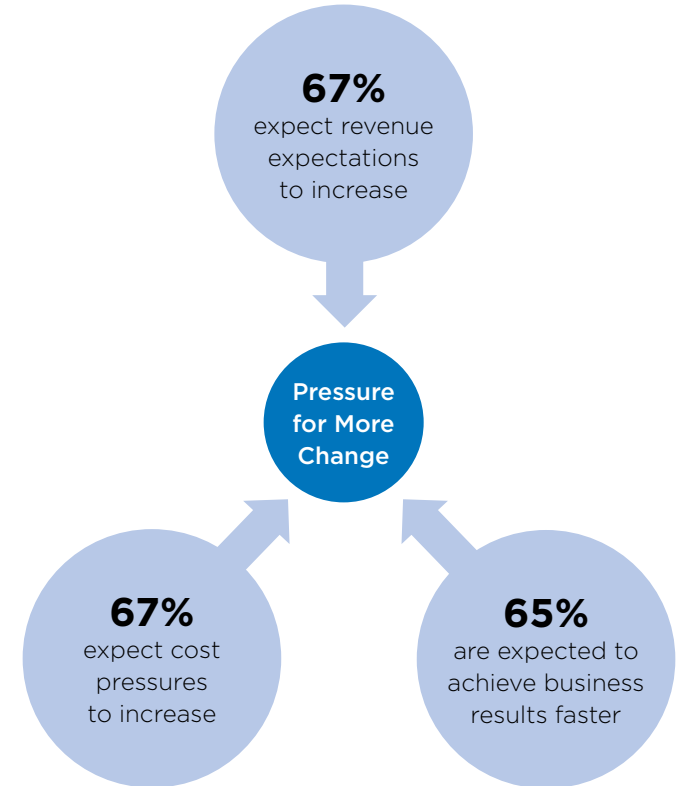 67%
expect revenue
expectations
to increase
Pressure
for More
Change
67%
expect cost
pressures
to increase
65%
are expected to
achieve business
results faster